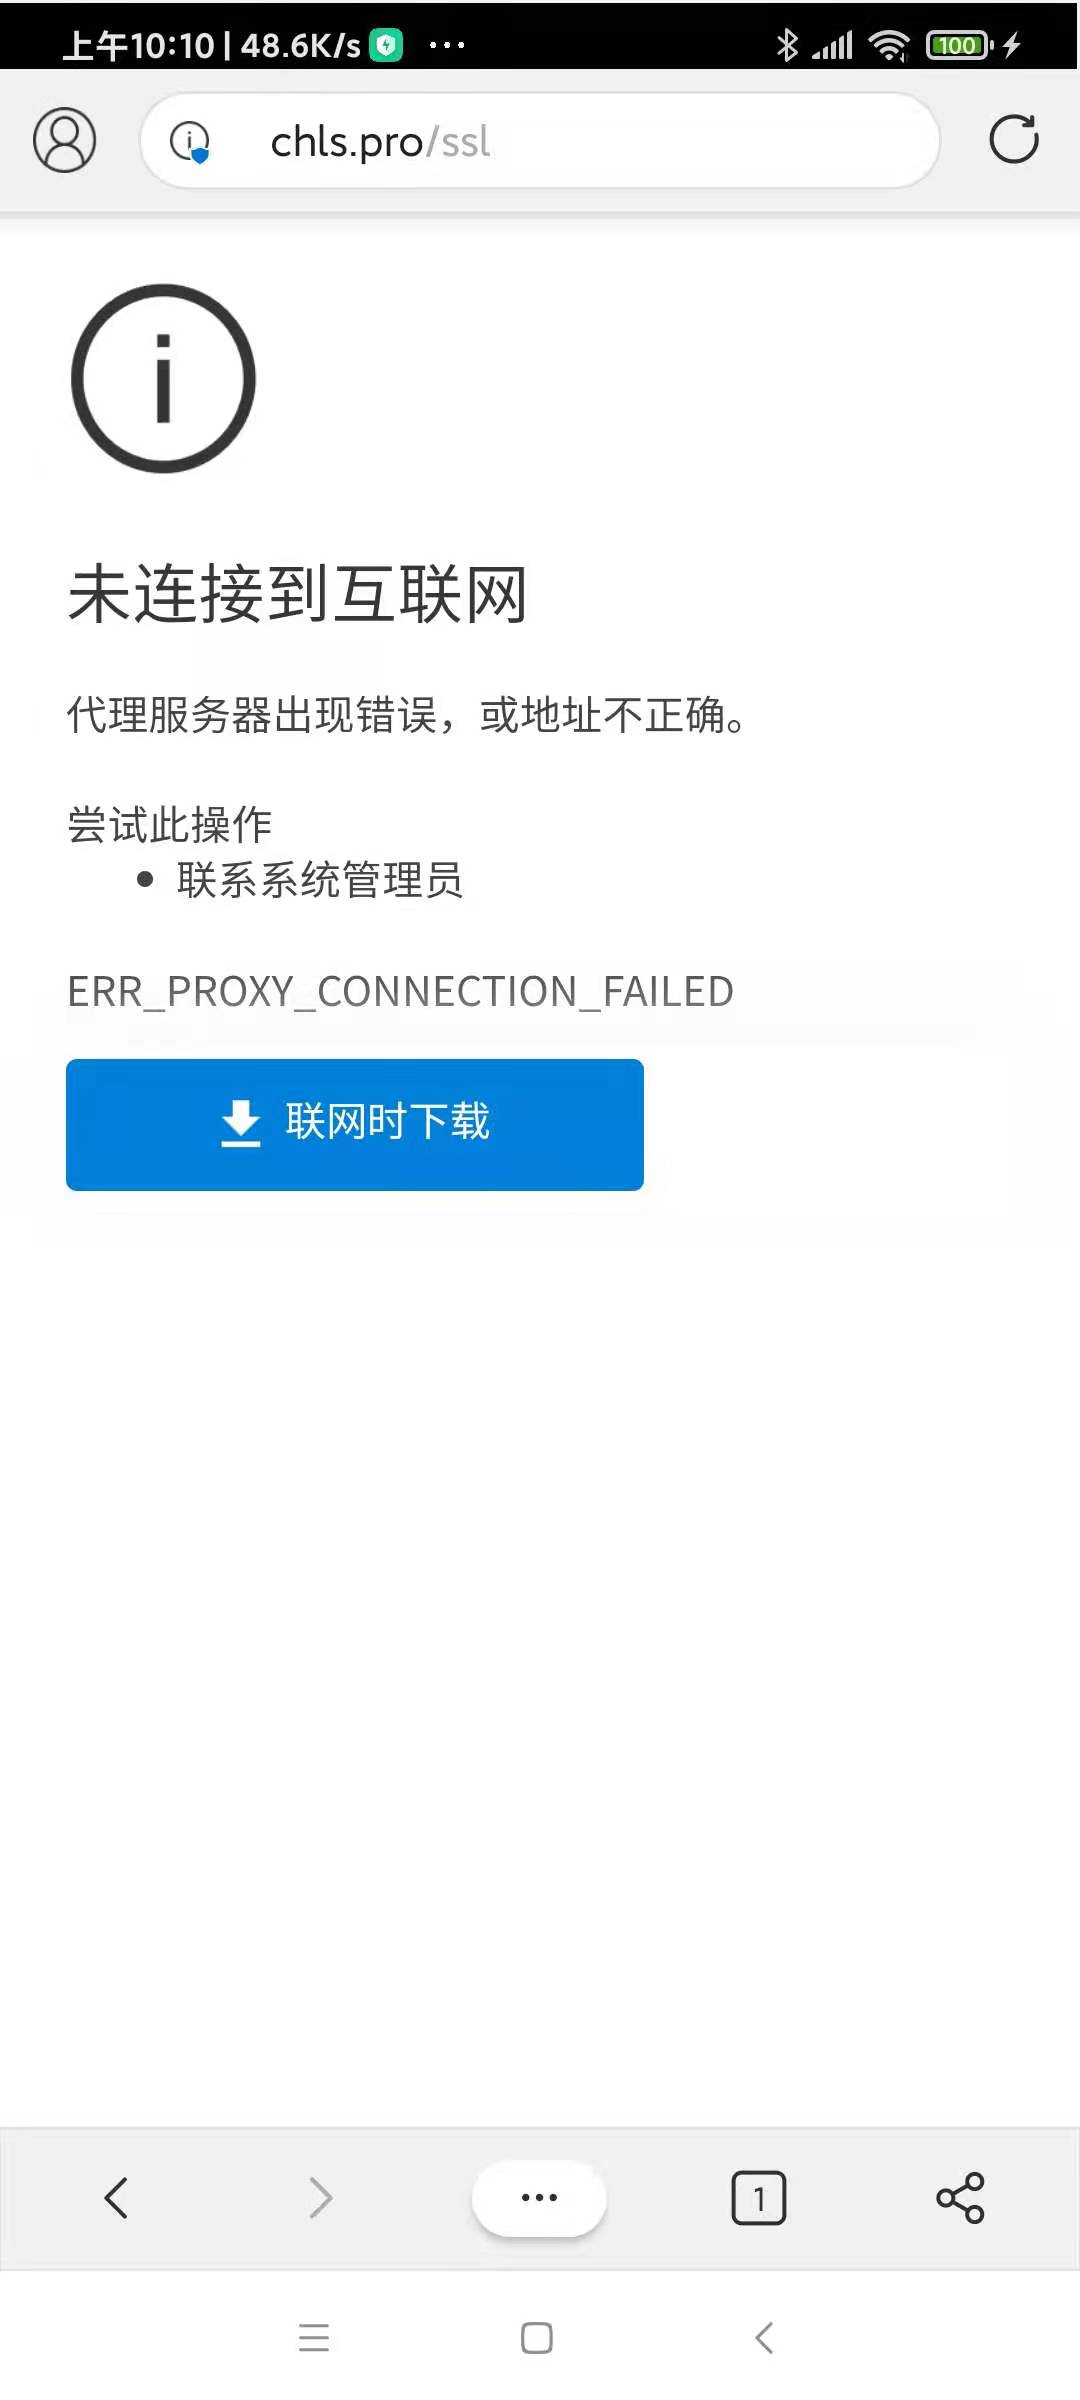 上午10:10 | 48.6K/s
100
chls.pro/ssl
未连接到互联网
代理服务器出现错误，或地址不正确。
尝试此操作
联系系统管理员
ERR_PROXY_CONNECTION_FAILED
联网时下载
1